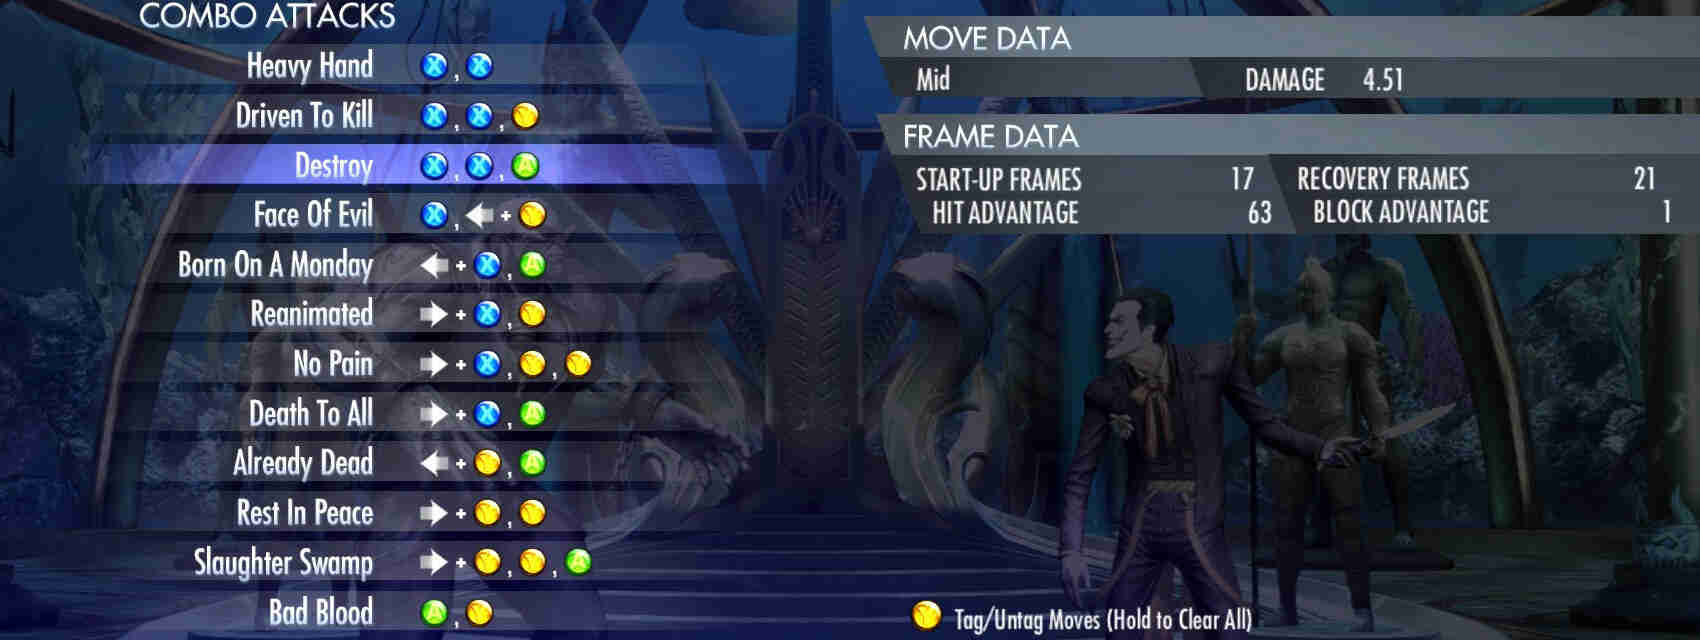 COMBO ATTACKS
Heavy Hand X , X
Driven To Kill X , X , Y
Destroy X , X , A
Face Of Evil X , + Y
Born On A Monday + X , A
Reanimated + X , Y
No Pain + X , Y , Y
Death To All + X , A
Already Dead + Y , A
Rest In Peace + Y , Y
Slaughter Swamp + Y , Y , A
Bad Blood A , Y
MOVE DATA
Mid DAMAGE 4.51
FRAME DATA
START-UP FRAMES 17 RECOVERY FRAMES 21
HIT ADVANTAGE 63 BLOCK ADVANTAGE 1
Y Tag/Untag Moves (Hold to Clear All)